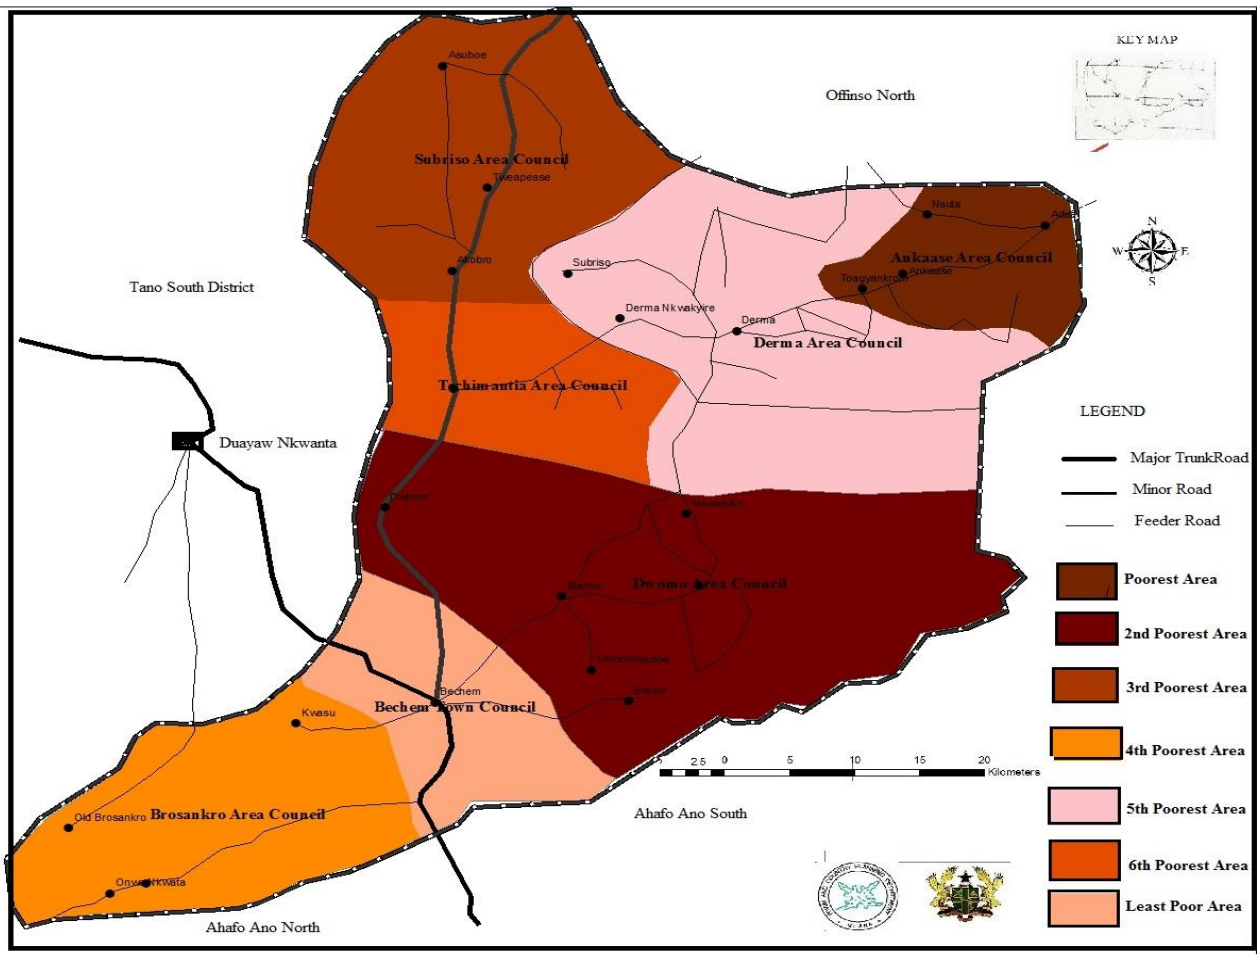 KEY MAP
Offinso North
Asuboe
Subriso Area Council
Tweapease
Nsuta
N
W
E
S
Ankaase Area Council
Ankaase
Toagyankrom
Akobro
Subriso
Tano South District
Derma Nkwakyire
Derma
Derma Area Council
Techimantia Area Council
Duayaw Nkwanta
LEGEND
Major TrunkRoad
Minor Road
Feeder Road
Poorest Area
2nd Poorest Area
3rd Poorest Area
4th Poorest Area
5th Poorest Area
6th Poorest Area
Least Poor Area
Dwomo Area Council
Bechem
Bechem Town Council
Kwasu
5 2.5 0 5 10 15 20
Kilometers
Brosankro Area Council
Old Brosankro
Onwe Nkwata
Ahafo Ano South
Ahafo Ano North